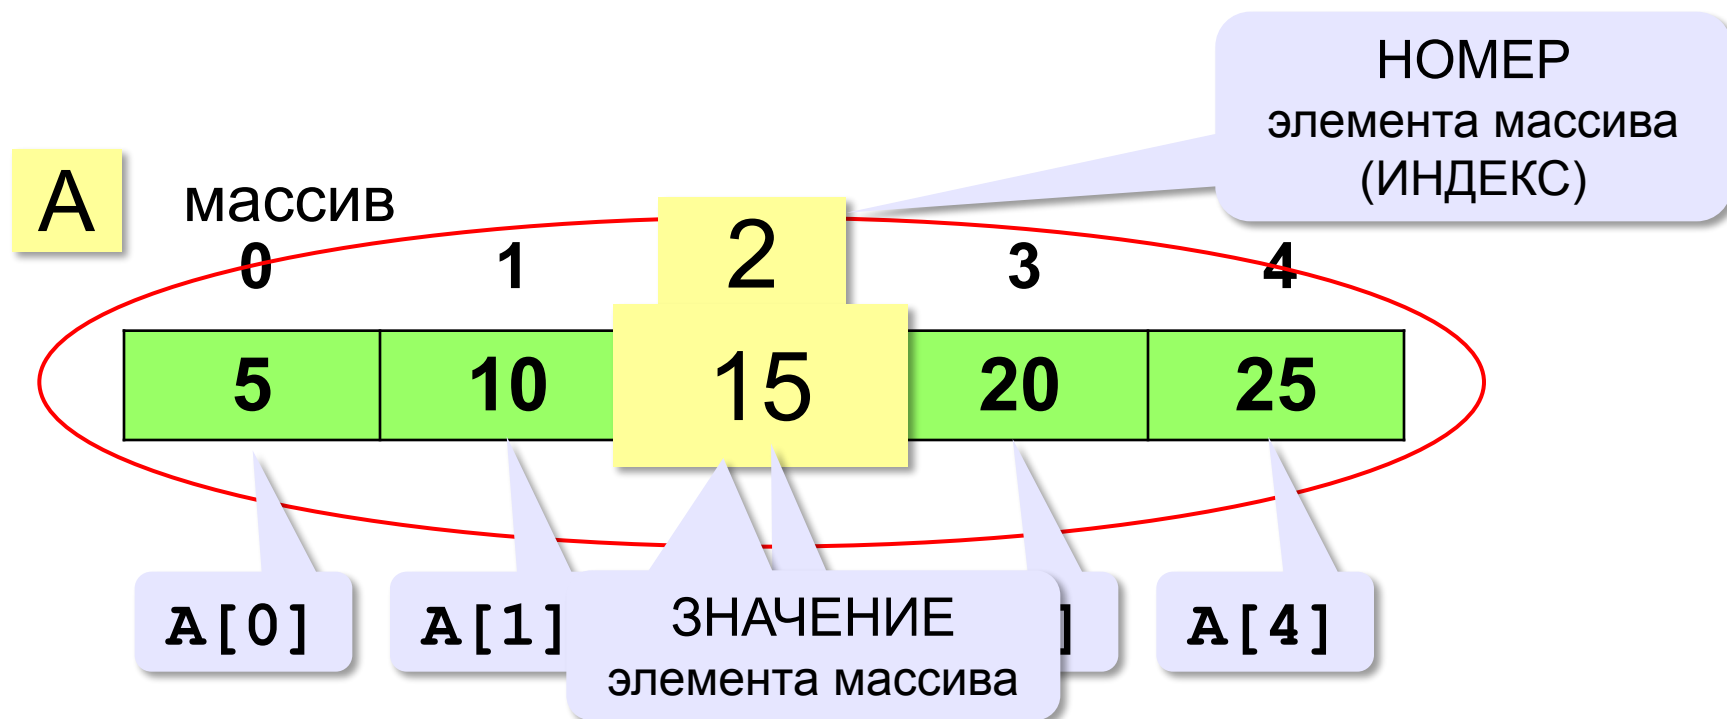 НОМЕР
элемента массива
(ИНДЕКС)
A массив
0 1 2 3 4
5 10 15 20 25
A[0] A[1] ] A[4]
ЗНАЧЕНИЕ
элемента массива